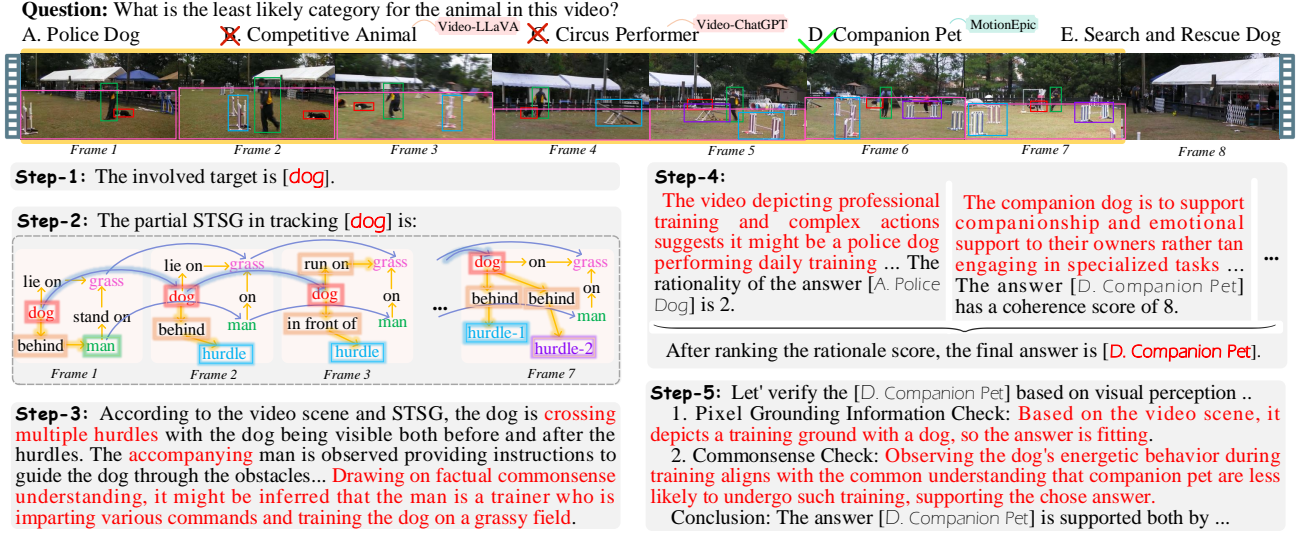 Question: What is the least likely category for the animal in this video?
A. Police Dog B. Competitive Animal Video-LLaVA C. Circus Performer Video-ChatGPT D. Companion Pet MotionEpic E. Search and Rescue Dog
Frame 1 Frame 2 Frame 3 Frame 4 Frame 5 Frame 6 Frame 7 Frame 8
Step-1: The involved target is [dog].
Step-2: The partial STSG in tracking [dog] is:
lie on grass
dog stand on
behind man
Frame 1
lie on grass
dog on
behind man
hurdle
Frame 2
run on grass
dog on
in front of man
hurdle
Frame 3
...
dog on grass
behind behind on
hurdle-1 man
hurdle-2
Frame 7
Step-3: According to the video scene and STSG, the dog is crossing
multiple hurdles with the dog being visible both before and after the
hurdles. The accompanying man is observed providing instructions to
guide the dog through the obstacles... Drawing on factual commonsense
understanding, it might be inferred that the man is a trainer who is
imparting various commands and training the dog on a grassy field.
Step-4:
The video depicting professional
training and complex actions
suggests it might be a police dog
performing daily training ... The
rationality of the answer [A. Police
Dog] is 2.
The companion dog is to support
companionship and emotional
support to their owners rather tan
engaging in specialized tasks ...
The answer [D. Companion Pet]
has a coherence score of 8.
...
After ranking the rationale score, the final answer is [D. Companion Pet].
Step-5: Let' verify the [D. Companion Pet] based on visual perception ..
1. Pixel Grounding Information Check: Based on the video scene, it
depicts a training ground with a dog, so the answer is fitting.
2. Commonsense Check: Observing the dog's energetic behavior during
training aligns with the common understanding that companion pet are less
likely to undergo such training, supporting the chose answer.
Conclusion: The answer [D. Companion Pet] is supported both by ...